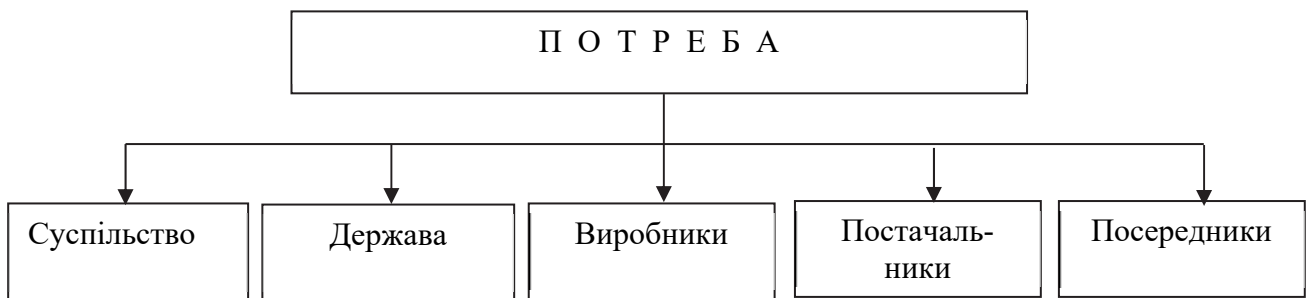 П О Т Р Е Б А
Суспільство
Держава
Виробники
Постачаль-
ники
Посередники